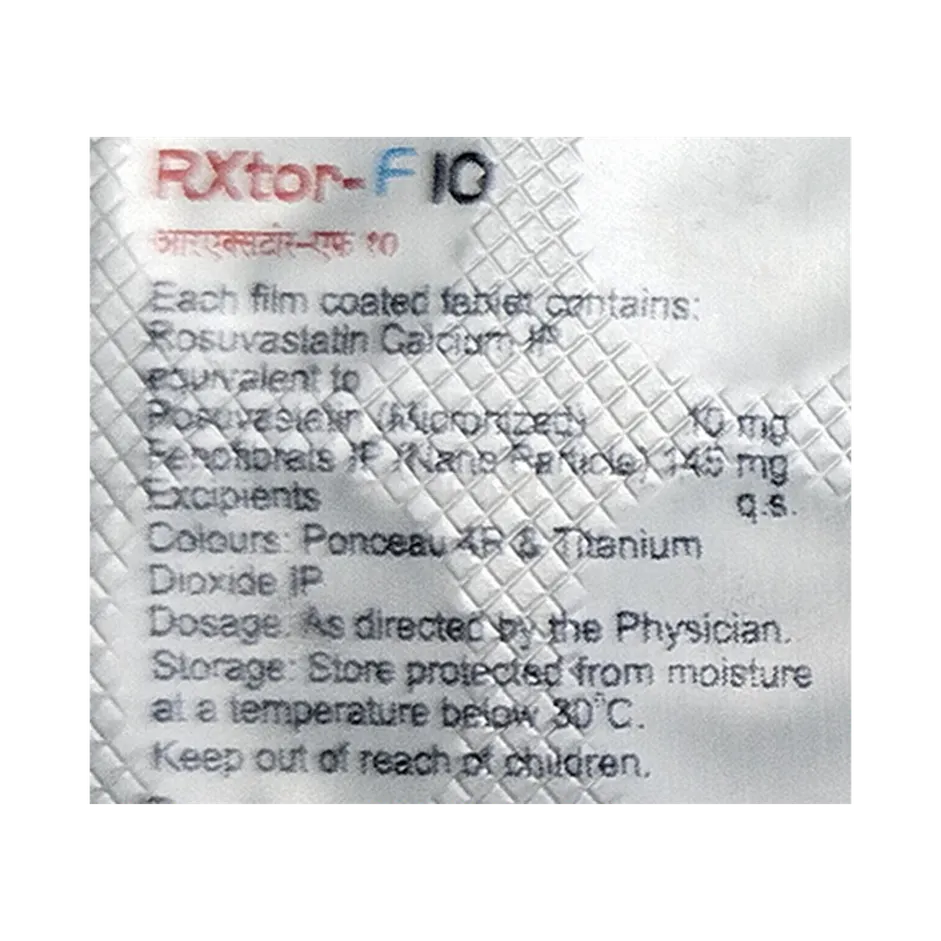 RXtor-F 10
आरएक्सटोर-एफ १०
Each film coated tablet contains:
Rosuvastatin Calcium IP
equivalent to
Rosuvastatin (Micronized) 10 mg
Fenofibrate IP (Nano Particle) 145 mg
Excipients q.s.
Colours: Ponceau 4R & Titanium
Dioxide IP
Dosage: As directed by the Physician.
Storage: Store protected from moisture
at a temperature below 30°C.
Keep out of reach of children.